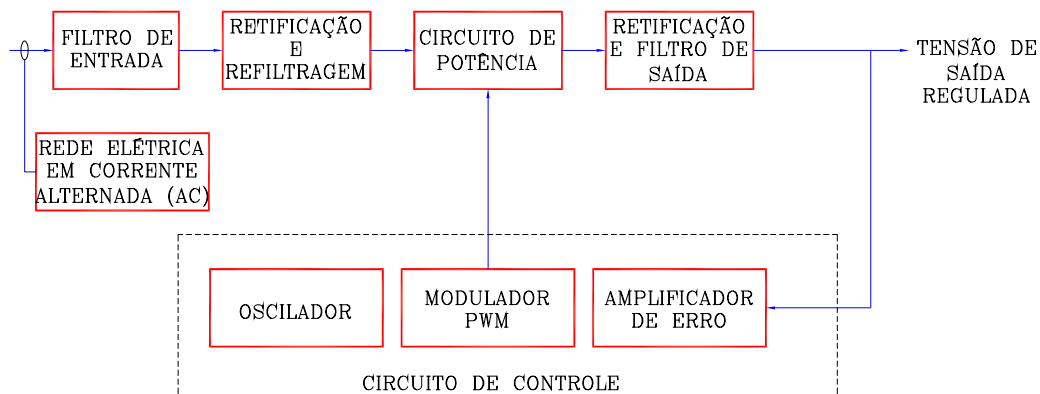 FILTRO DE
ENTRADA
RETIFICAÇÃO
E
REFILTRAGEM
CIRCUITO DE
POTÊNCIA
RETIFICAÇÃO
E FILTRO DE
SAÍDA
TENSÃO DE
SAÍDA
REGULADA
REDE ELÉTRICA
EM CORRENTE
ALTERNADA (AC)
OSCILADOR
MODULADOR
PWM
AMPLIFICADOR
DE ERRO
CIRCUITO DE CONTROLE